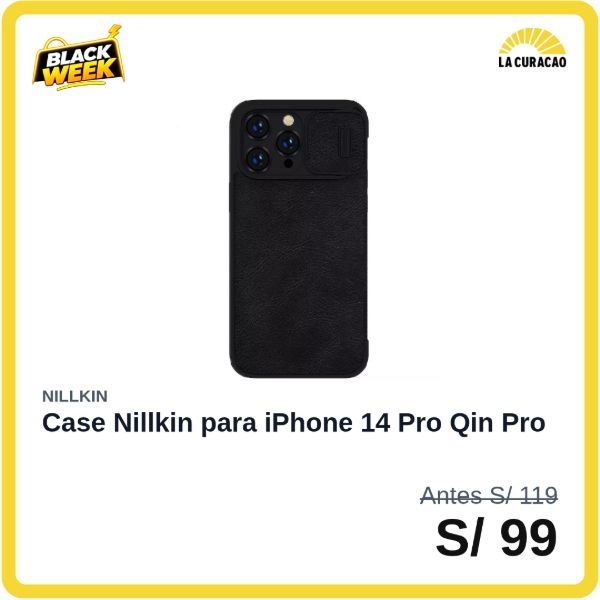 BLACK
WEEK
LA CURACAO
NILLKIN
Case Nillkin para iPhone 14 Pro Qin Pro
Antes S/ 119
S/ 99